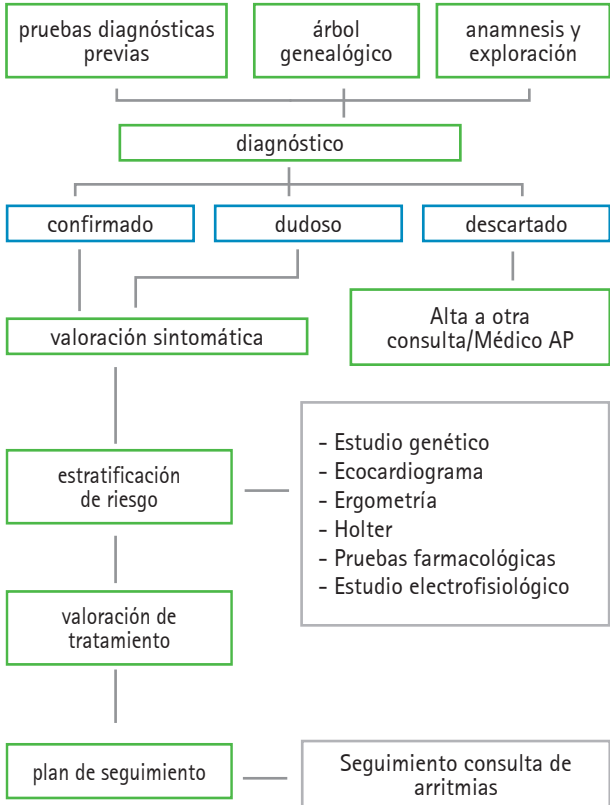 pruebas diagnósticas
previas
árbol
genealógico
anamnesis y
exploración
diagnóstico
confirmado
dudoso
descartado
valoración sintomática
Alta a otra
consulta/Médico AP
estratificación
de riesgo
- Estudio genético
- Ecocardiograma
- Ergometría
- Holter
- Pruebas farmacológicas
- Estudio electrofisiológico
valoración de
tratamiento
plan de seguimiento
Seguimiento consulta de
arritmias